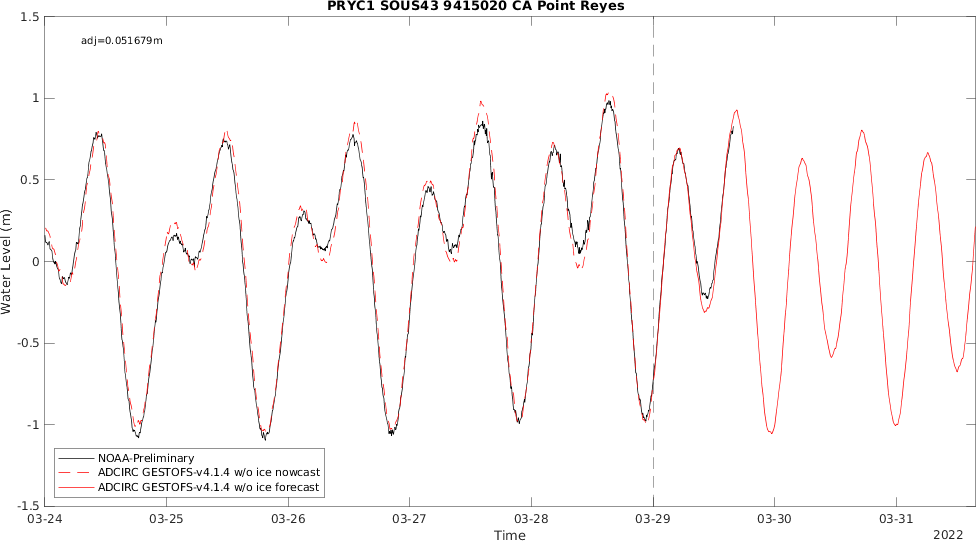 PRYC1 SOUS43 9415020 CA Point Reyes
adj=0.051679m
1.5
1
0.5
0
-0.5
-1
-1.5
Water Level (m)
NOAA-Preliminary
ADCIRC GESTOFS-v4.1.4 w/o ice nowcast
ADCIRC GESTOFS-v4.1.4 w/o ice forecast
03-24 03-25 03-26 03-27 03-28 03-29 03-30 03-31
Time
2022